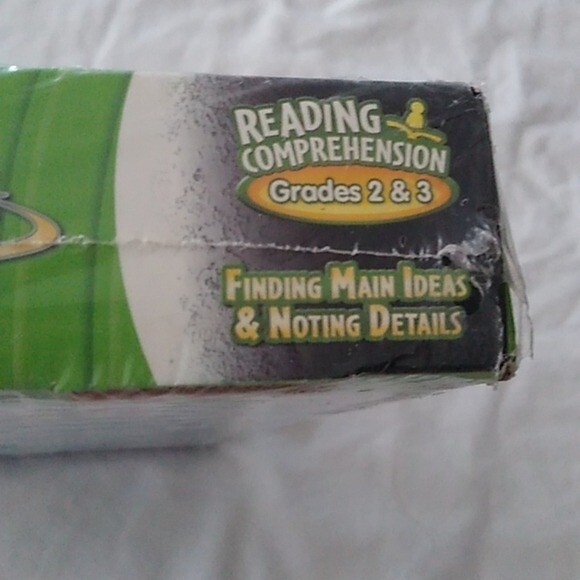 READING
COMPREHENSION
Grades 2 & 3
FINDING MAIN IDEAS
& NOTING DETAILS